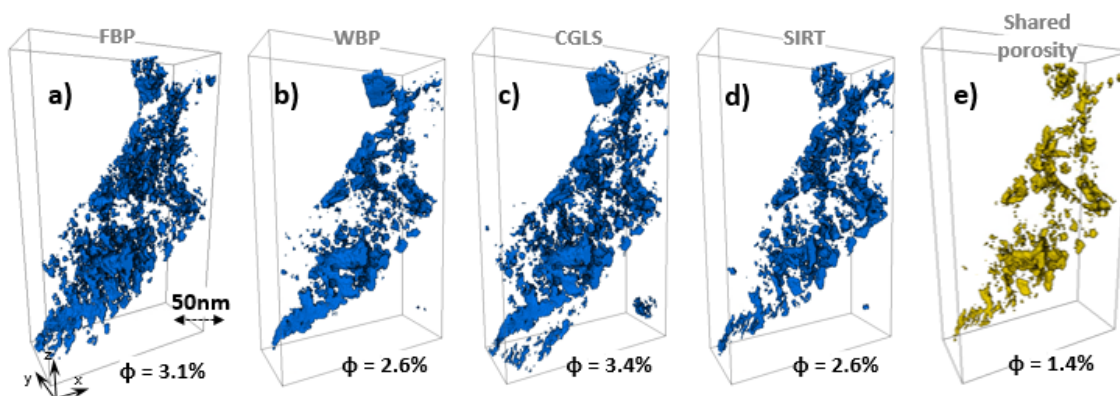 FBP
WBP
CGLS
SIRT
Shared
porosity
a)
b)
c)
d)
e)
50nm
z
y
x
ϕ = 3.1%
ϕ = 2.6%
ϕ = 3.4%
ϕ = 2.6%
ϕ = 1.4%